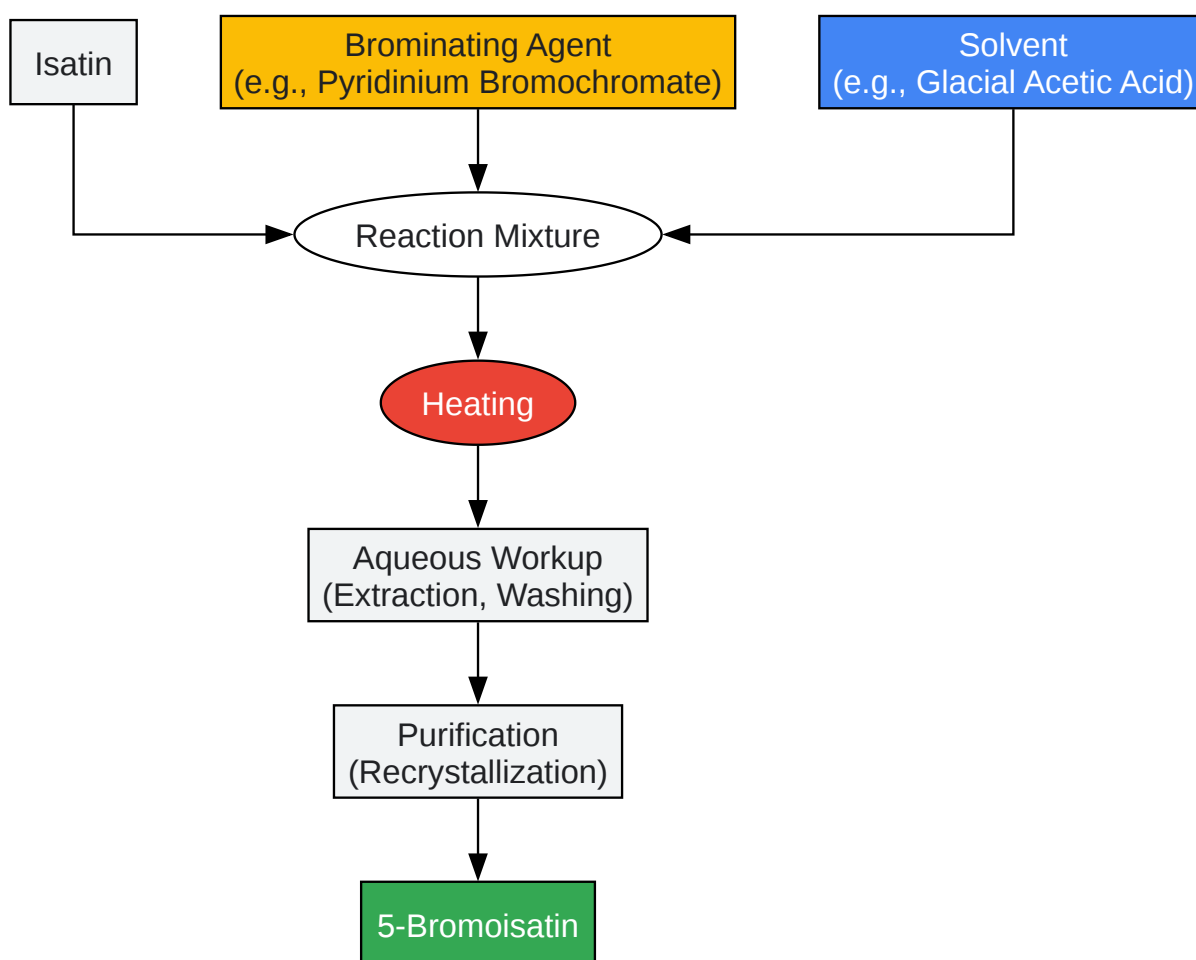 Isatin
Brominating Agent
(e.g., Pyridinium Bromochromate)
Solvent
(e.g., Glacial Acetic Acid)
Reaction Mixture
Heating
Aqueous Workup
(Extraction, Washing)
Purification
(Recrystallization)
5-Bromoisatin